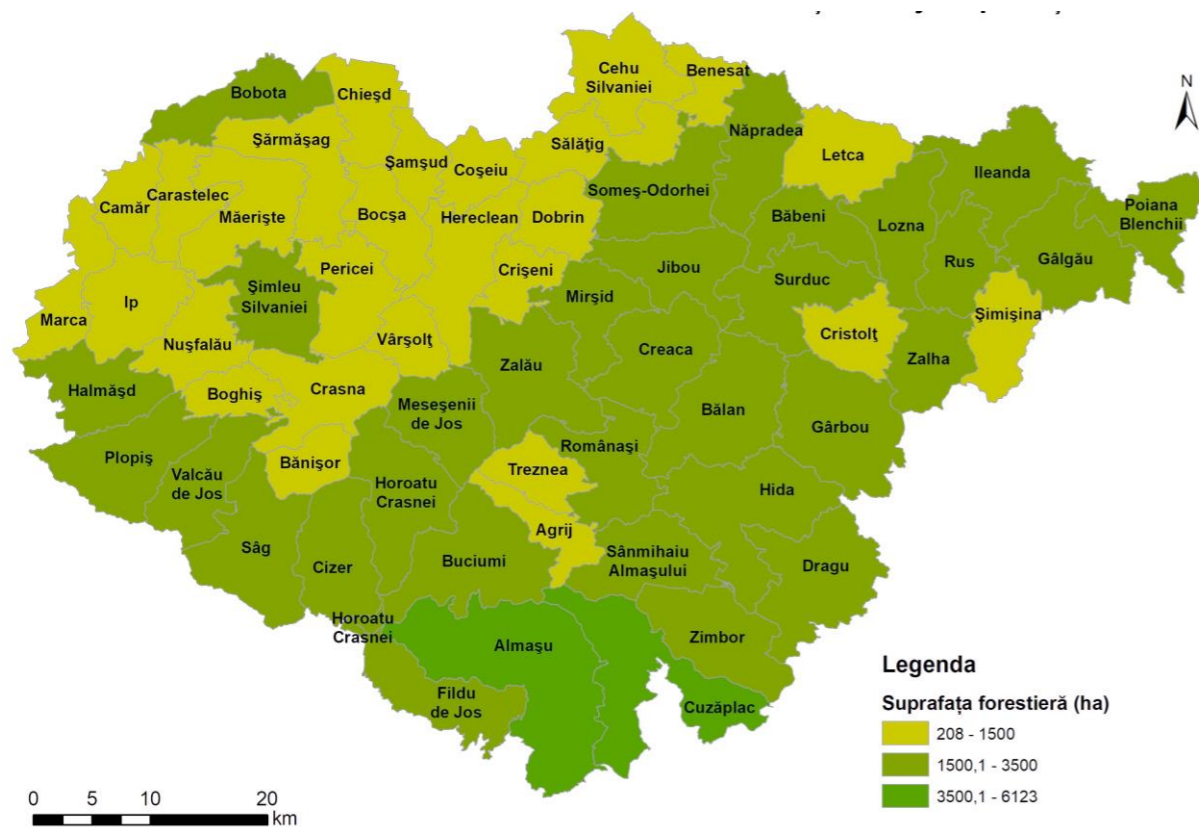 Bobota
Chieşd
Cehu
Silvaniei
Benesat
N
Şărmăşag
Şamşud
Coşeiu
Sălăţig
Năpradea
Letca
Ileanda
Camăr
Carastelec
Măerişte
Bocşa
Hereclean
Dobrin
Someş-Odorhei
Băbeni
Lozna
Rus
Poiana
Blenchii
Gâlgău
Ip
Şimleu
Silvaniei
Pericei
Crişeni
Jibou
Surduc
Marca
Nuşfalău
Vârşolţ
Mirşid
Creaca
Cristolţ
Şimişina
Zalha
Halmăşd
Boghiş
Crasna
Zalău
Meseşenii
de Jos
Bălan
Gârbou
Plopiş
Valcău
de Jos
Bănişor
Horoatu
Crasnei
Treznea
Românaşi
Hida
Sâg
Cizer
Buciumi
Agrij
Sânmihaiu
Almaşului
Dragu
Horoatu
Crasnei
Almaşu
Zimbor
Fildu
de Jos
Cuzăplac
Legenda
Suprafața forestieră (ha)
208 - 1500
1500,1 - 3500
3500,1 - 6123
0 5 10 20
km